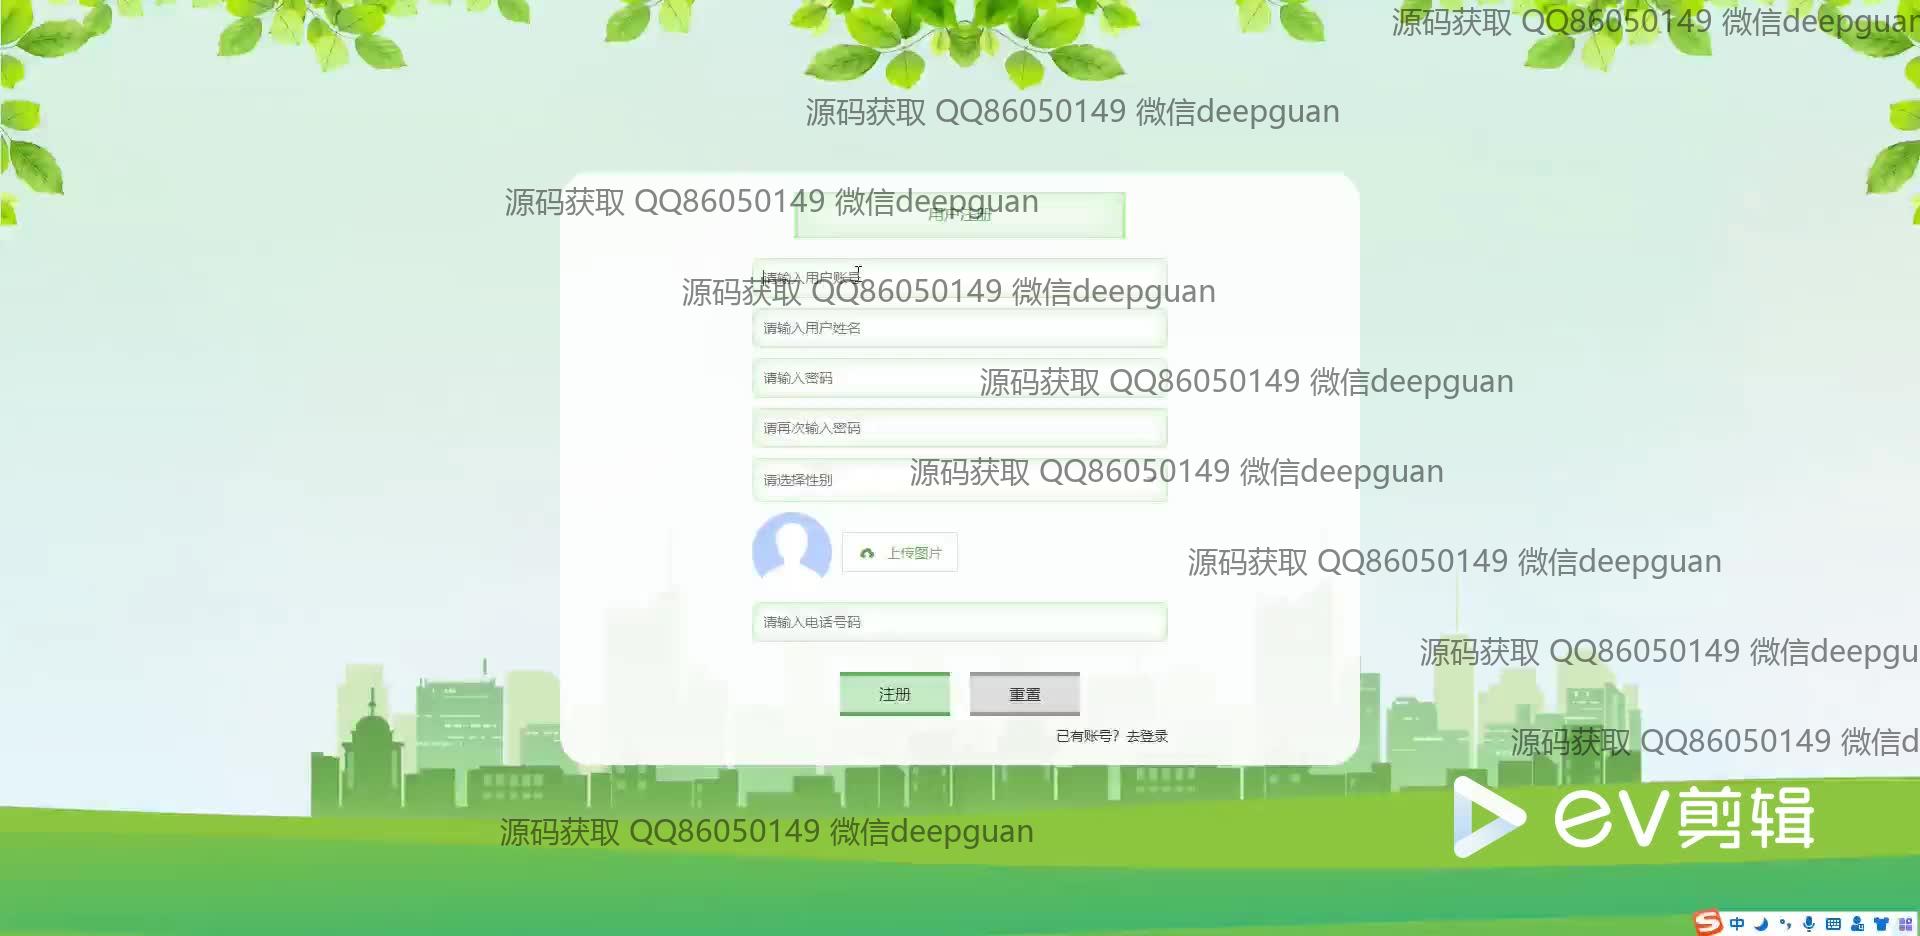 源码获取 QQ86050149 微信deepguan
源码获取 QQ86050149 微信deepguan
源码获取 QQ86050149 微信deepguan
用户注册
请输入用户账号
源码获取 QQ86050149 微信deepguan
请输入用户姓名
请输入密码
源码获取 QQ86050149 微信deepguan
请再次输入密码
请选择性别
源码获取 QQ86050149 微信deepguan
上传图片
源码获取 QQ86050149 微信deepguan
请输入电话号码
源码获取 QQ86050149 微信deepgu
注册
重置
已有账号？去登录
源码获取 QQ86050149 微信d
源码获取 QQ86050149 微信deepguan
EV剪辑
中